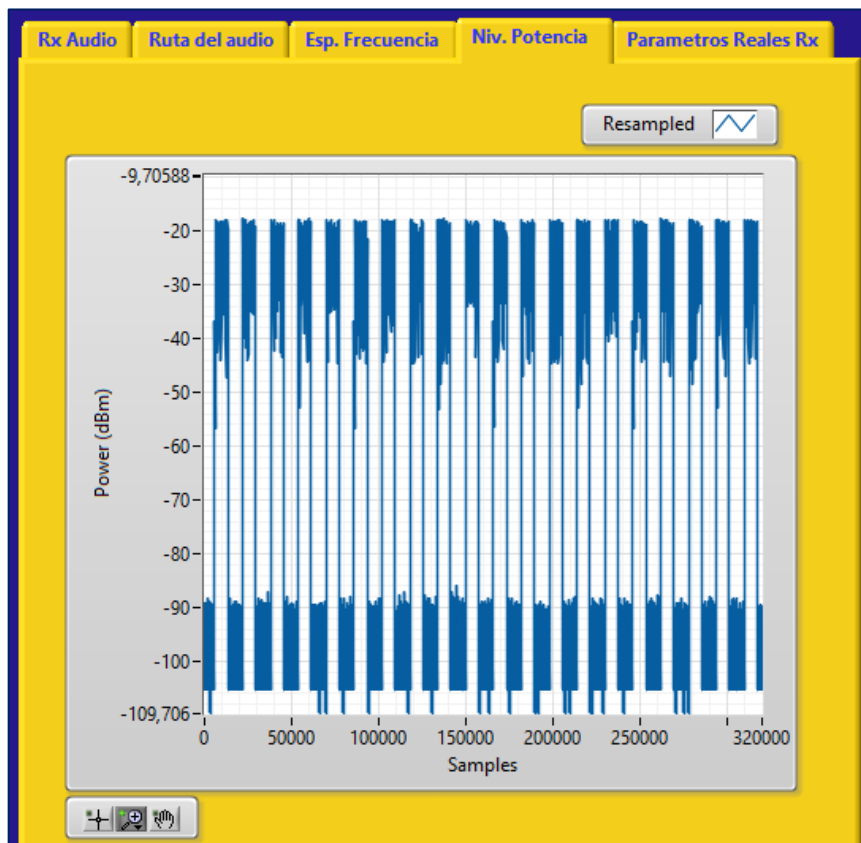 Rx Audio Ruta del audio Esp. Frecuencia Niv. Potencia Parametros Reales Rx
Resampled
-9,70588
-20
-30
-40
-50
-60
-70
-80
-90
-100
-109,706
Power (dBm)
0 50000 100000 150000 200000 250000 320000
Samples